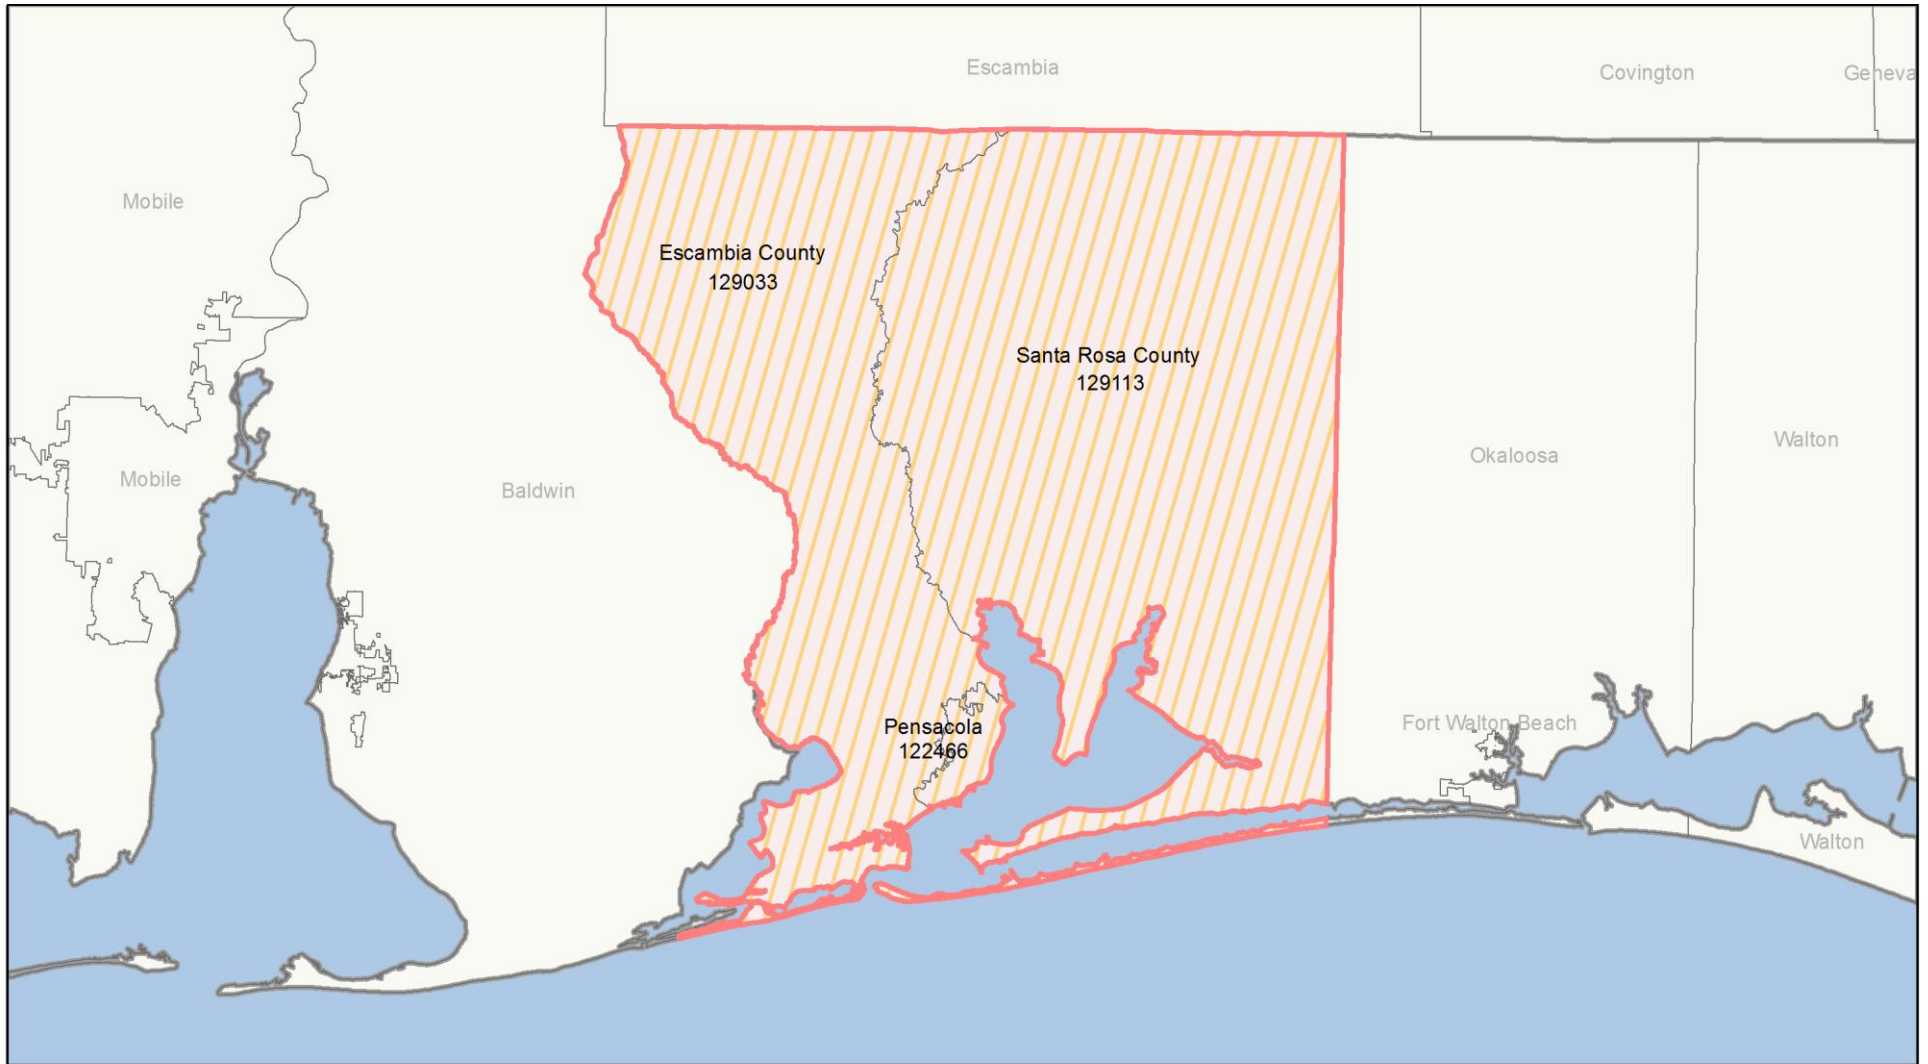 Escambia
Covington
Geneva
Mobile
Escambia County
129033
Santa Rosa County
129113
Walton
Okaloosa
Mobile
Baldwin
Fort Walton Beach
Pensacola
122466
Walton